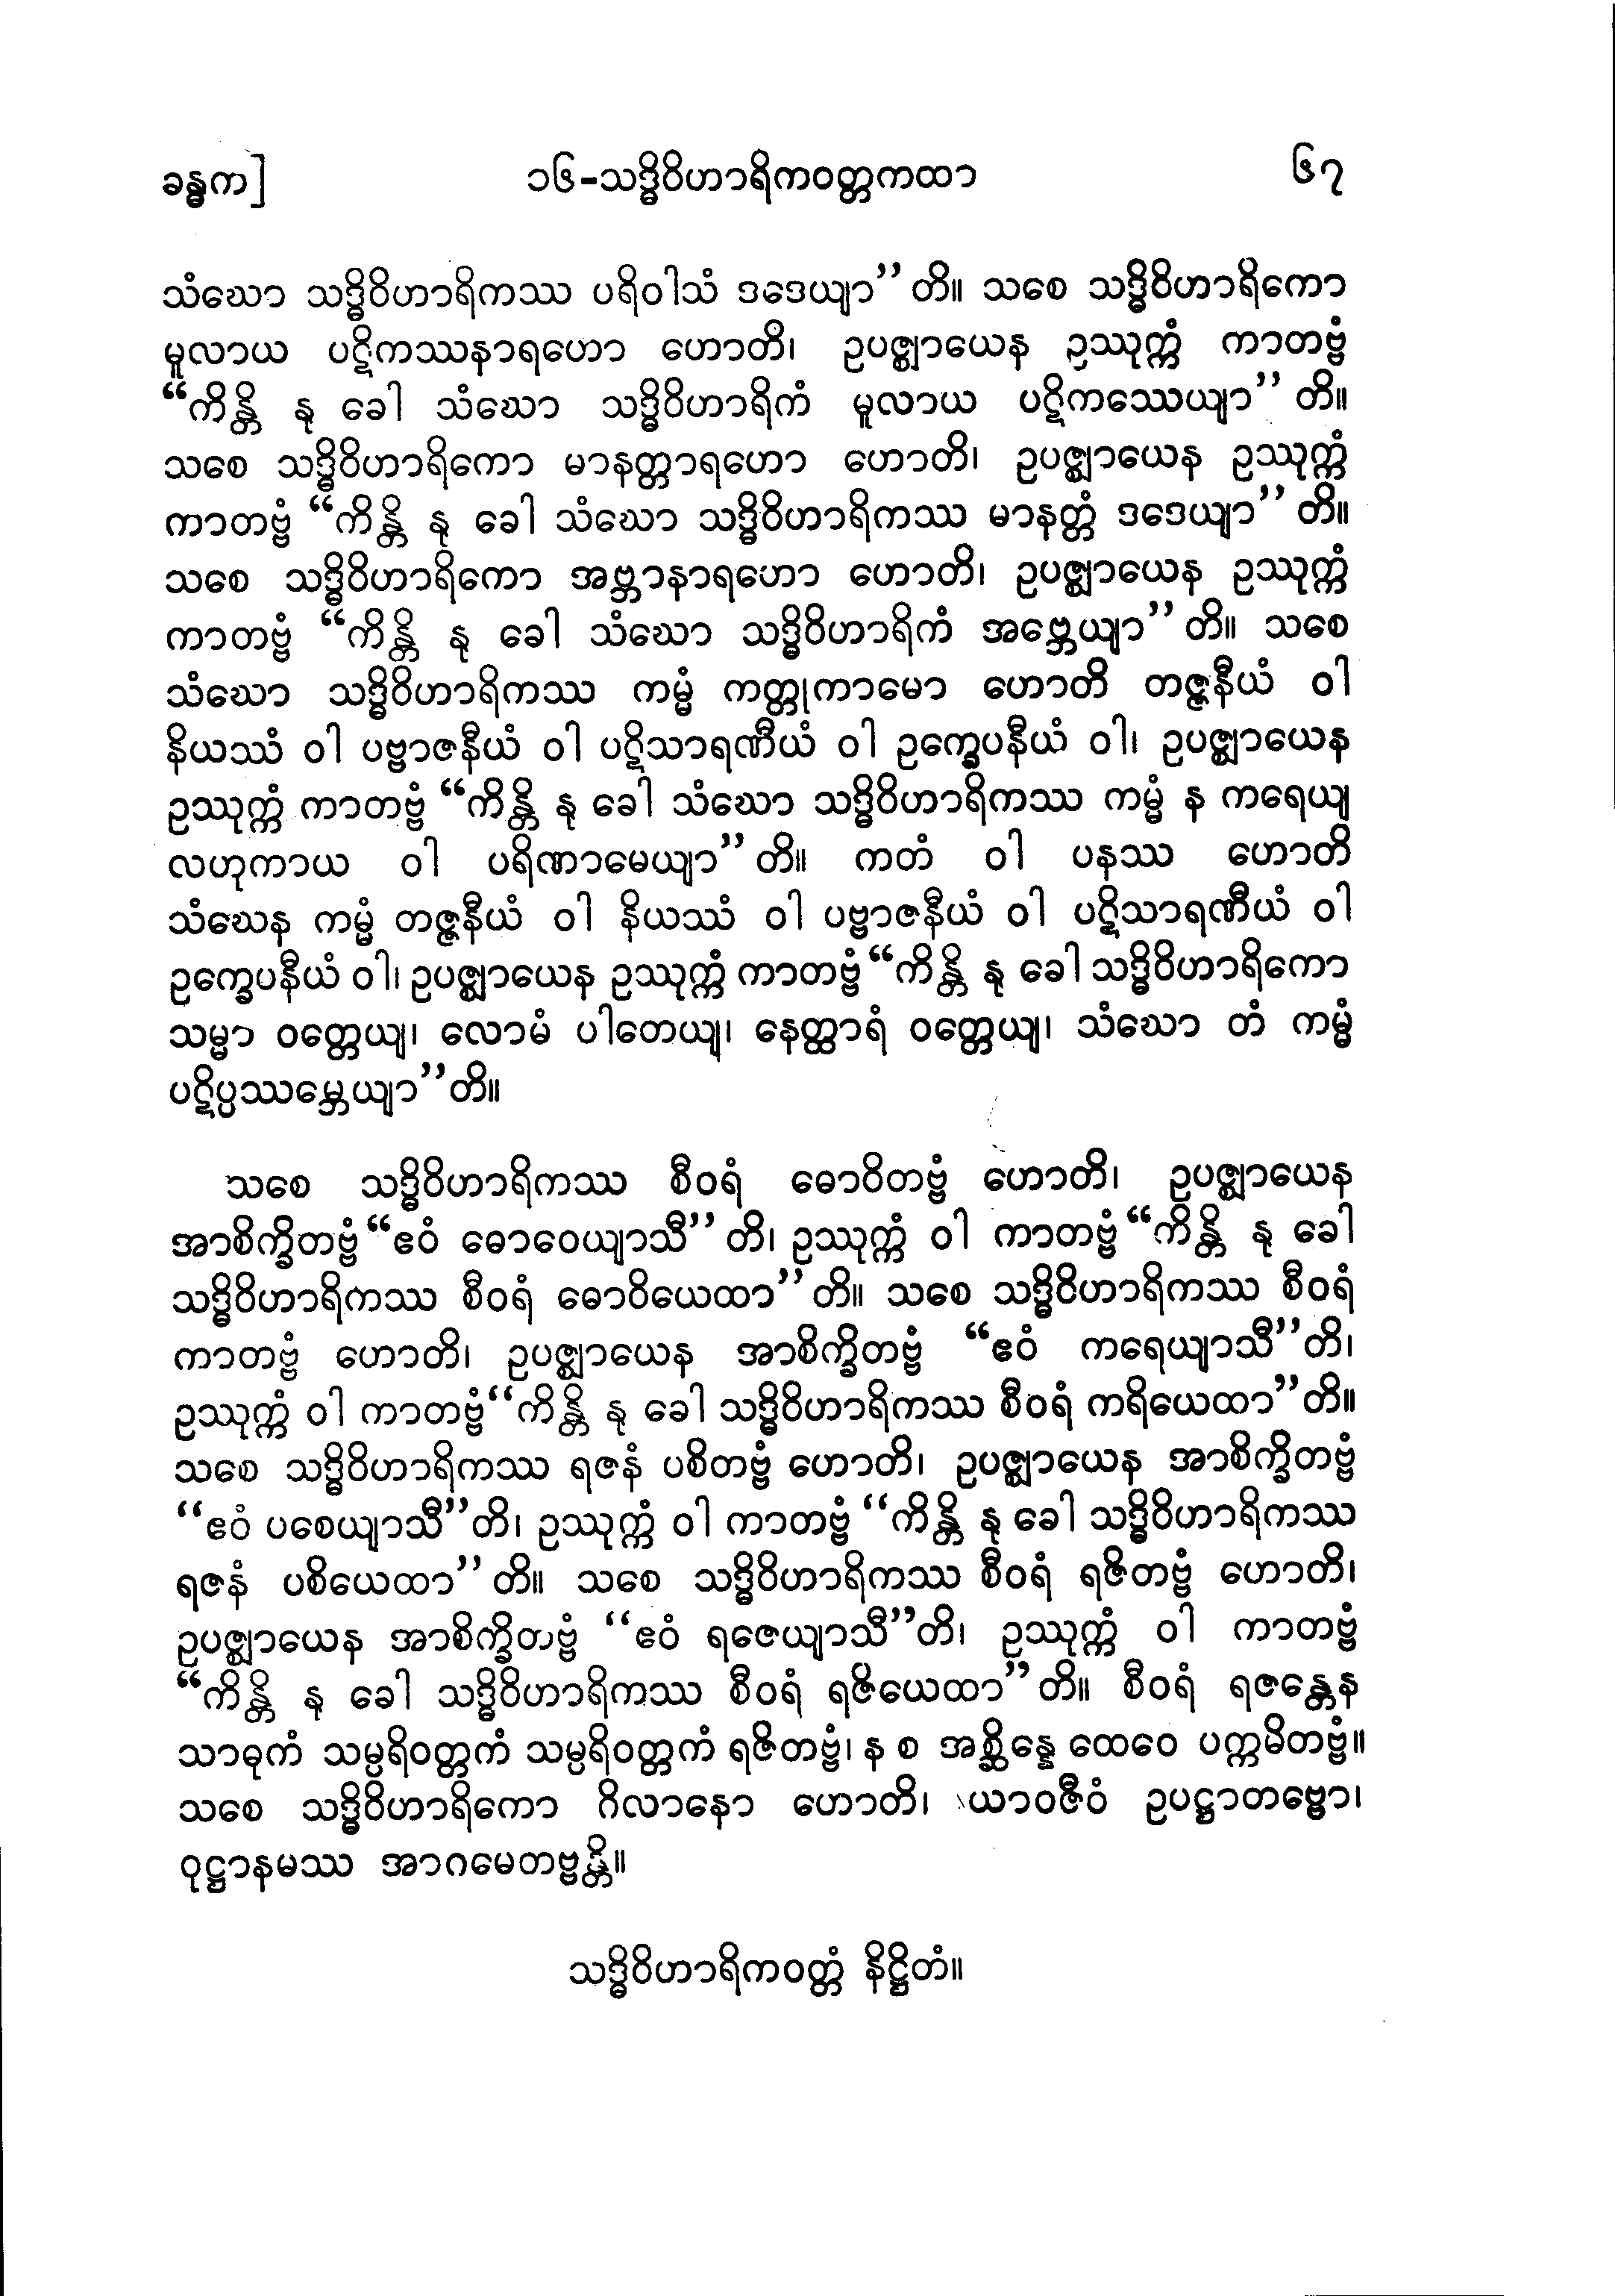 ခန္ဓက] ၁၆-သဒ္ဓိဝိဟာရိကဝတ္တကထာ ၆၇
သံဃော သဒ္ဓိဝိဟာရိကဿ ပရိဝါသံ ဒဒေယျာ’’တိ။ သစေ သဒ္ဓိဝိဟာရိကော
မူလာယ ပဋိကဿနာရဟော ဟောတိ၊ ဥပဇ္ဈာယေန ဥဿုက္ကံ ကာတဗ္ဗံ
“ကိန္တိ နု ခေါ သံဃော သဒ္ဓိဝိဟာရိကံ မူလာယ ပဋိကဿေယျာ’’တိ။
သစေ သဒ္ဓိဝိဟာရိကော မာနတ္တာရဟော ဟောတိ၊ ဥပဇ္ဈာယေန ဥဿုက္ကံ
ကာတဗ္ဗံ “ကိန္တိ နု ခေါ သံဃော သဒ္ဓိဝိဟာရိကဿ မာနတ္တံ ဒဒေယျာ’’တိ။
သစေ သဒ္ဓိဝိဟာရိကော အဗ္ဘာနာရဟော ဟောတိ၊ ဥပဇ္ဈာယေန ဥဿုက္ကံ
ကာတဗ္ဗံ “ကိန္တိ နု ခေါ သံဃော သဒ္ဓိဝိဟာရိကံ အဗ္ဘေယျာ’’တိ။ သစေ
သံဃော သဒ္ဓိဝိဟာရိကဿ ကမ္မံ ကတ္တုကာမော ဟောတိ တဇ္ဇနီယံ ဝါ
နိယဿံ ဝါ ပဗ္ဗာဇနီယံ ဝါ ပဋိသာရဏီယံ ဝါ ဥက္ခေပနီယံ ဝါ၊ ဥပဇ္ဈာယေန
ဥဿုက္ကံ ကာတဗ္ဗံ “ကိန္တိ နု ခေါ သံဃော သဒ္ဓိဝိဟာရိကဿ ကမ္မံ န ကရေယျ
လဟုကာယ ဝါ ပရိဏာမေယျာ’’တိ။ ကတံ ဝါ ပနဿ ဟောတိ
သံဃေန ကမ္မံ တဇ္ဇနီယံ ဝါ နိယဿံ ဝါ ပဗ္ဗာဇနီယံ ဝါ ပဋိသာရဏီယံ ဝါ
ဥက္ခေပနီယံ ဝါ၊ ဥပဇ္ဈာယေန ဥဿုက္ကံ ကာတဗ္ဗံ “ကိန္တိ နု ခေါ သဒ္ဓိဝိဟာရိကော
သမ္မာ ဝတ္တေယျ၊ လောမံ ပါတေယျ၊ နေတ္ထာရံ ဝတ္တေယျ၊ သံဃော တံ ကမ္မံ
ပဋိပ္ပဿမ္ဘေယျာ’’တိ။
သစေ သဒ္ဓိဝိဟာရိကဿ စီဝရံ ဓောဝိတဗ္ဗံ ဟောတိ၊ ဥပဇ္ဈာယေန
အာစိက္ခိတဗ္ဗံ “ဧဝံ ဓောဝေယျာသီ’’တိ၊ ဥဿုက္ကံ ဝါ ကာတဗ္ဗံ “ကိန္တိ နု ခေါ
သဒ္ဓိဝိဟာရိကဿ စီဝရံ ဓောဝိယေထာ’’တိ။ သစေ သဒ္ဓိဝိဟာရိကဿ စီဝရံ
ကာတဗ္ဗံ ဟောတိ၊ ဥပဇ္ဈာယေန အာစိက္ခိတဗ္ဗံ “ဧဝံ ကရေယျာသီ’’တိ၊
ဥဿုက္ကံ ဝါ ကာတဗ္ဗံ “ကိန္တိ နု ခေါ သဒ္ဓိဝိဟာရိကဿ စီဝရံ ကရိယေထာ’’တိ။
သစေ သဒ္ဓိဝိဟာရိကဿ ရဇနံ ပစိတဗ္ဗံ ဟောတိ၊ ဥပဇ္ဈာယေန အာစိက္ခိတဗ္ဗံ
“ဧဝံ ပစေယျာသီ’’တိ၊ ဥဿုက္ကံ ဝါ ကာတဗ္ဗံ “ကိန္တိ နု ခေါ သဒ္ဓိဝိဟာရိကဿ
ရဇနံ ပစိယေထာ’’တိ။ သစေ သဒ္ဓိဝိဟာရိကဿ စီဝရံ ရဇိတဗ္ဗံ ဟောတိ၊
ဥပဇ္ဈာယေန အာစိက္ခိတဗ္ဗံ “ဧဝံ ရဇေယျာသီ’’တိ၊ ဥဿုက္ကံ ဝါ ကာတဗ္ဗံ
“ကိန္တိ နု ခေါ သဒ္ဓိဝိဟာရိကဿ စီဝရံ ရဇိယေထာ’’တိ။ စီဝရံ ရဇန္တေန
သာဓုကံ သမ္ပရိဝတ္တကံ သမ္ပရိဝတ္တကံ ရဇိတဗ္ဗံ၊ န စ အစ္ဆိန္နေ ထေဝေ ပက္ကမိတဗ္ဗံ။
သစေ သဒ္ဓိဝိဟာရိကော ဂိလာနော ဟောတိ၊ ယာဝဇီဝံ ဥပဋ္ဌာတဗ္ဗော၊
ဝုဋ္ဌာနမဿ အာဂမေတဗ္ဗန္တိ။
သဒ္ဓိဝိဟာရိကဝတ္တံ နိဋ္ဌိတံ။